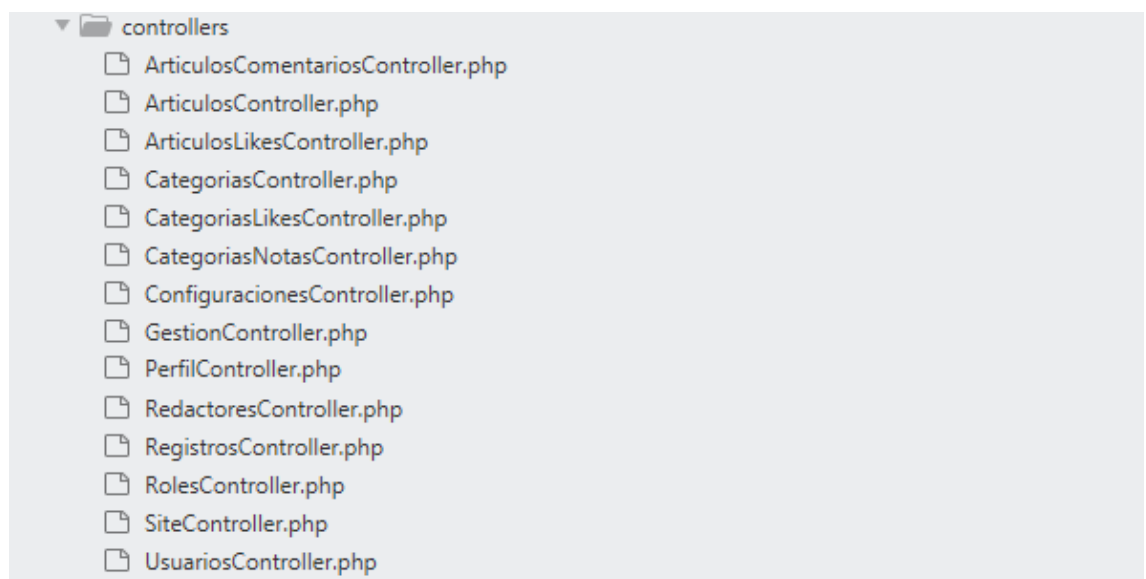 controllers
ArticulosComentariosController.php
ArticulosController.php
ArticulosLikesController.php
CategoriasController.php
CategoriasLikesController.php
CategoriasNotasController.php
ConfiguracionesController.php
GestionController.php
PerfilController.php
RedactoresController.php
RegistrosController.php
RolesController.php
SiteController.php
UsuariosController.php